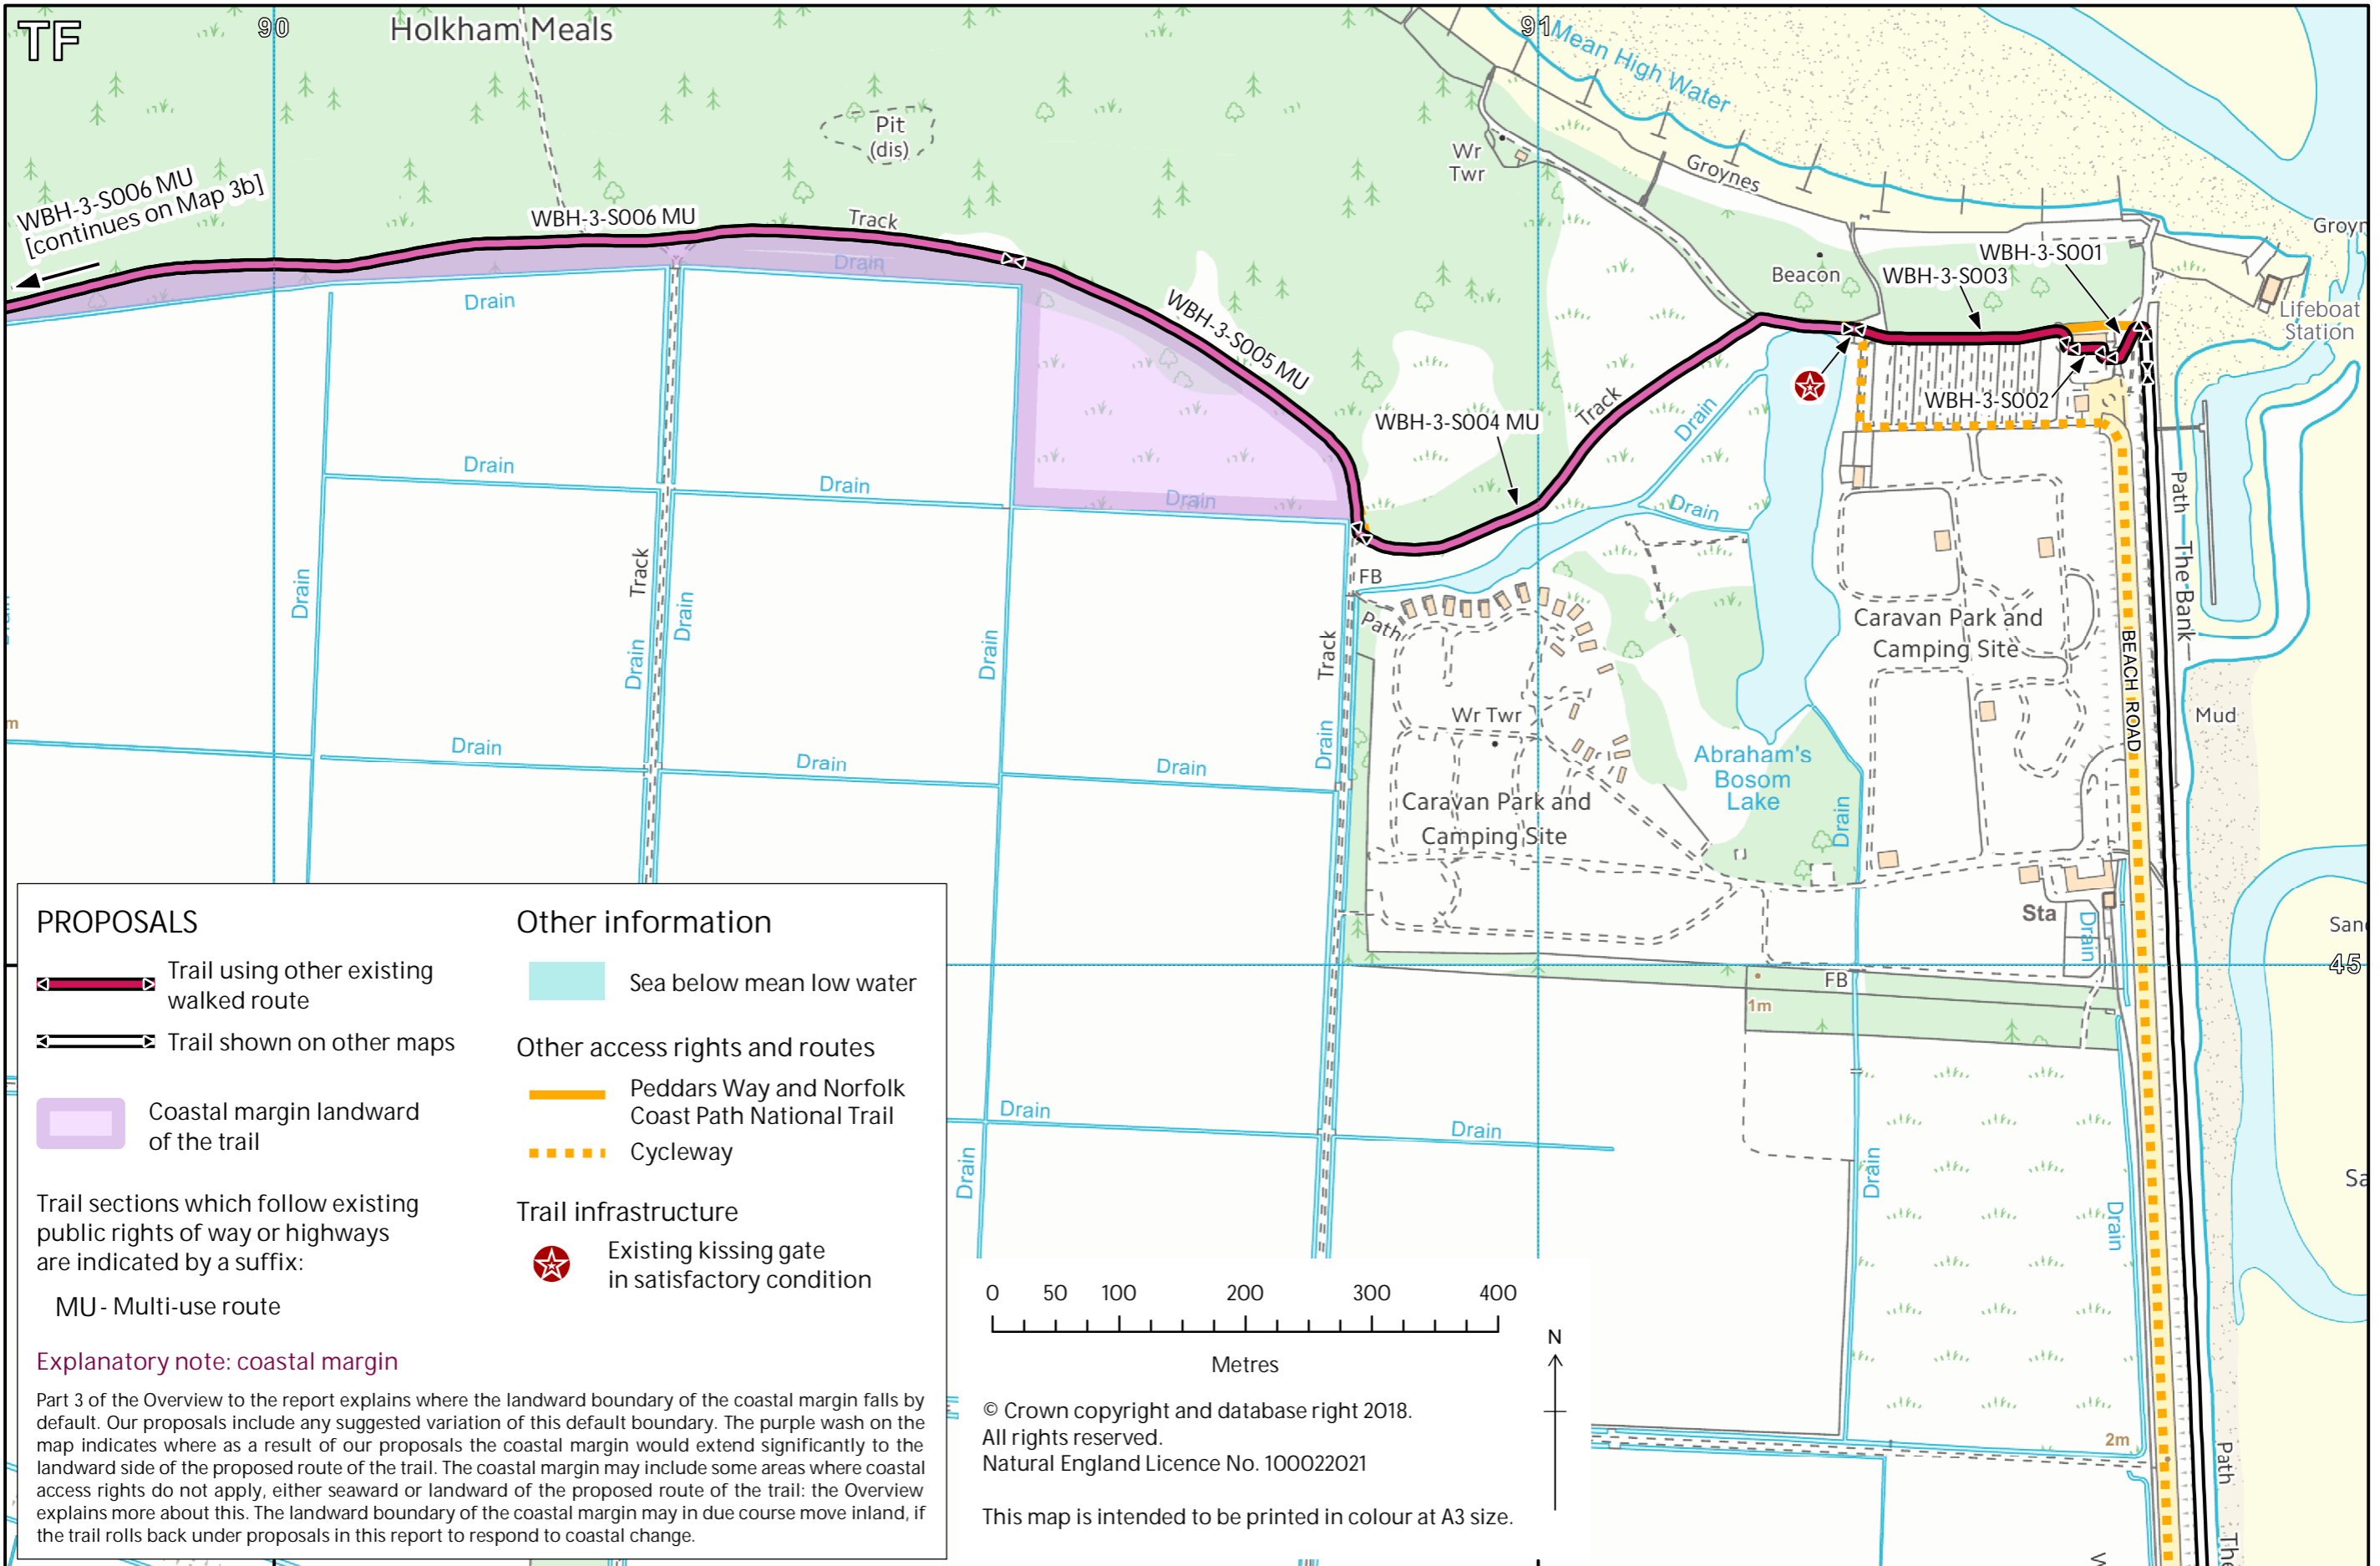 TF
90
Holkham Meals
91
Mean High Water
Pit
(dis)
Wr
Twr
Groynes
WBH-3-S006 MU
[continues on Map 3b]
WBH-3-S006 MU
Track
Drain
Drain
WBH-3-S005 MU
Beacon
WBH-3-S003
WBH-3-S001
Lifeboat
Station
WBH-3-S002
WBH-3-S004 MU
Track
Drain
Drain
Drain
Drain
Drain
Path
The Bank
FB
Path
Track
Drain
Drain
Drain
Drain
Track
Drain
Caravan Park and
Camping Site
BEACH ROAD
Mud
Wr Twr
Abraham's
Bosom
Lake
Drain
Drain
Drain
Drain
Caravan Park and
Camping Site
Sta
Drain
45
FB
1m
Drain
Drain
Drain
Drain
Drain
2m
Path
PROPOSALS
Trail using other existing
walked route
Trail shown on other maps
Coastal margin landward
of the trail
Trail sections which follow existing
public rights of way or highways
are indicated by a suffix:
MU - Multi-use route
Other information
Sea below mean low water
Other access rights and routes
Peddars Way and Norfolk
Coast Path National Trail
Cycleway
Trail infrastructure
Existing kissing gate
in satisfactory condition
Explanatory note: coastal margin
Part 3 of the Overview to the report explains where the landward boundary of the coastal margin falls by
default. Our proposals include any suggested variation of this default boundary. The purple wash on the
map indicates where as a result of our proposals the coastal margin would extend significantly to the
landward side of the proposed route of the trail. The coastal margin may include some areas where coastal
access rights do not apply, either seaward or landward of the proposed route of the trail: the Overview
explains more about this. The landward boundary of the coastal margin may in due course move inland, if
the trail rolls back under proposals in this report to respond to coastal change.
0 50 100 200 300 400
Metres
N
© Crown copyright and database right 2018.
All rights reserved.
Natural England Licence No. 100022021
This map is intended to be printed in colour at A3 size.